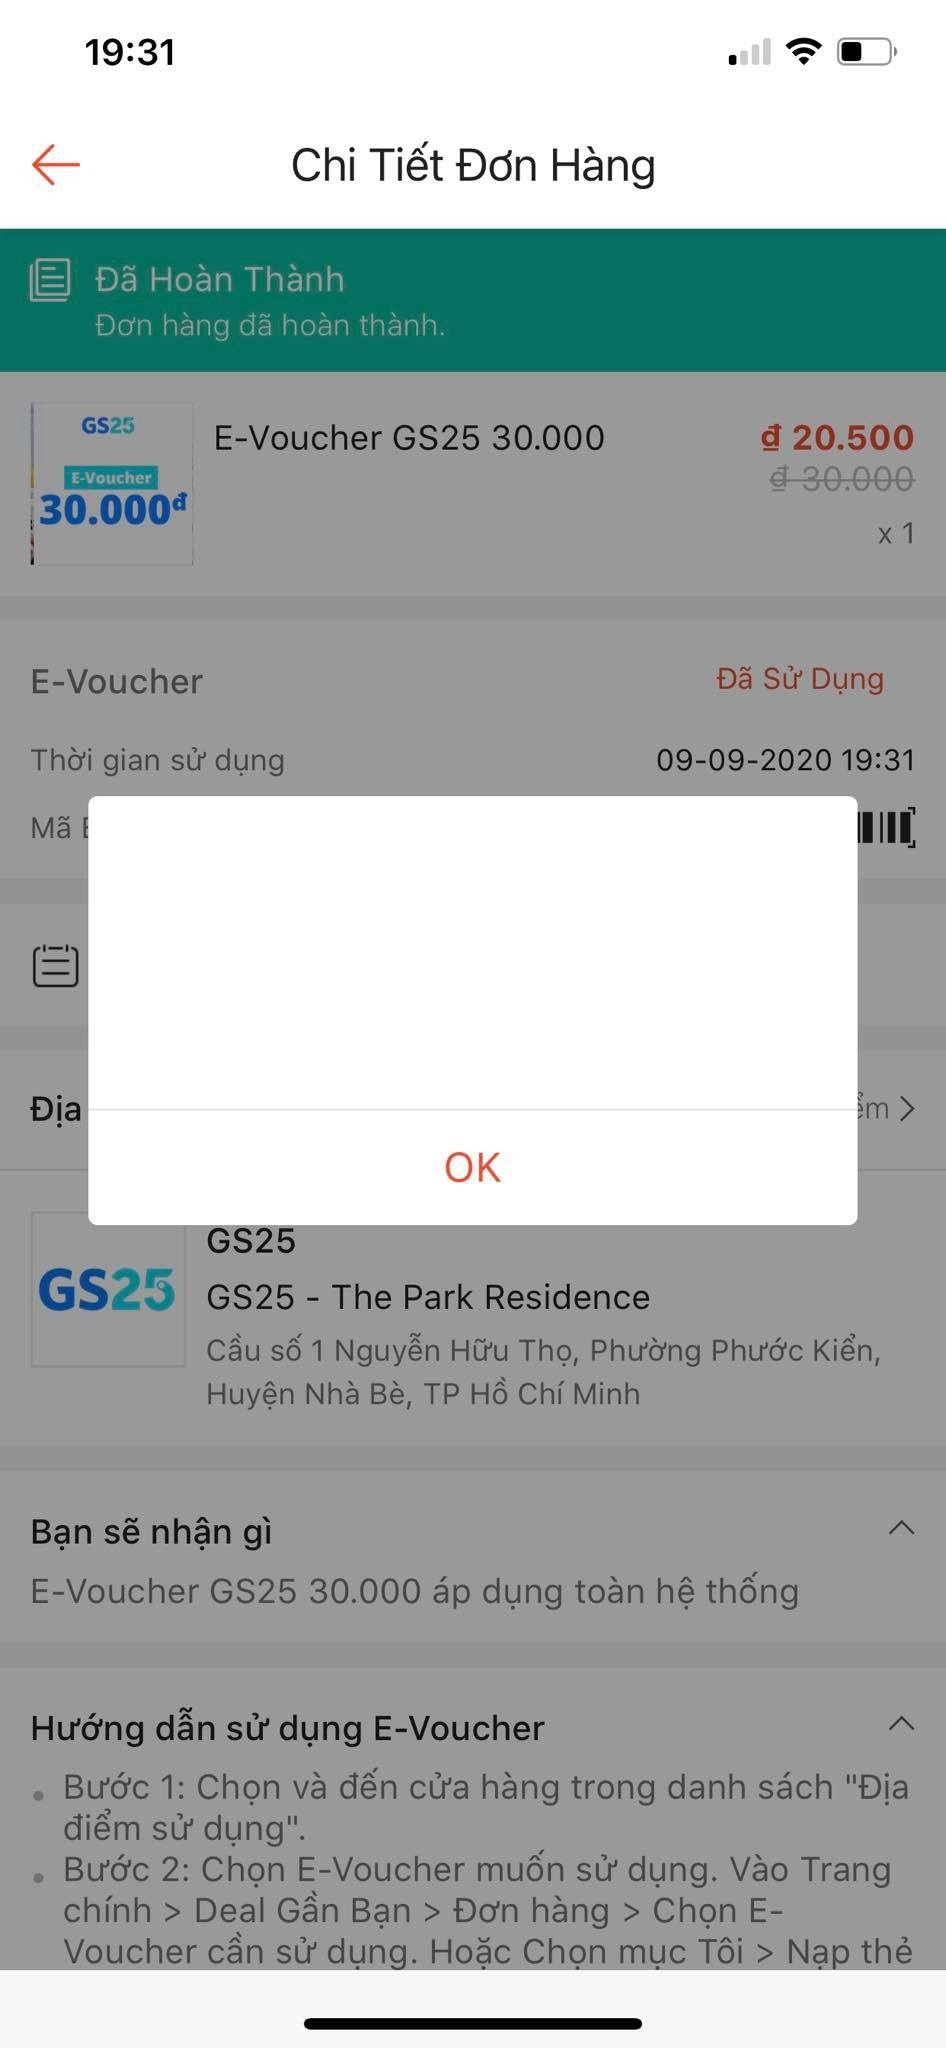 19:31
Chi Tiết Đơn Hàng
Đã Hoàn Thành
Đơn hàng đã hoàn thành.
GS25
E-Voucher
30.000đ
E-Voucher GS25 30.000
₫ 20.500
₫ 30.000
x 1
E-Voucher
Đã Sử Dụng
Thời gian sử dụng
09-09-2020 19:31
Mã
Địa
OK
GS25
GS25
GS25 - The Park Residence
Cầu số 1 Nguyễn Hữu Thọ, Phường Phước Kiển,
Huyện Nhà Bè, TP Hồ Chí Minh
Bạn sẽ nhận gì
E-Voucher GS25 30.000 áp dụng toàn hệ thống
Hướng dẫn sử dụng E-Voucher
Bước 1: Chọn và đến cửa hàng trong danh sách "Địa
điểm sử dụng".
Bước 2: Chọn E-Voucher muốn sử dụng. Vào Trang
chính > Deal Gần Bạn > Đơn hàng > Chọn E-
Voucher cần sử dụng. Hoặc Chọn mục Tôi > Nạp thẻ